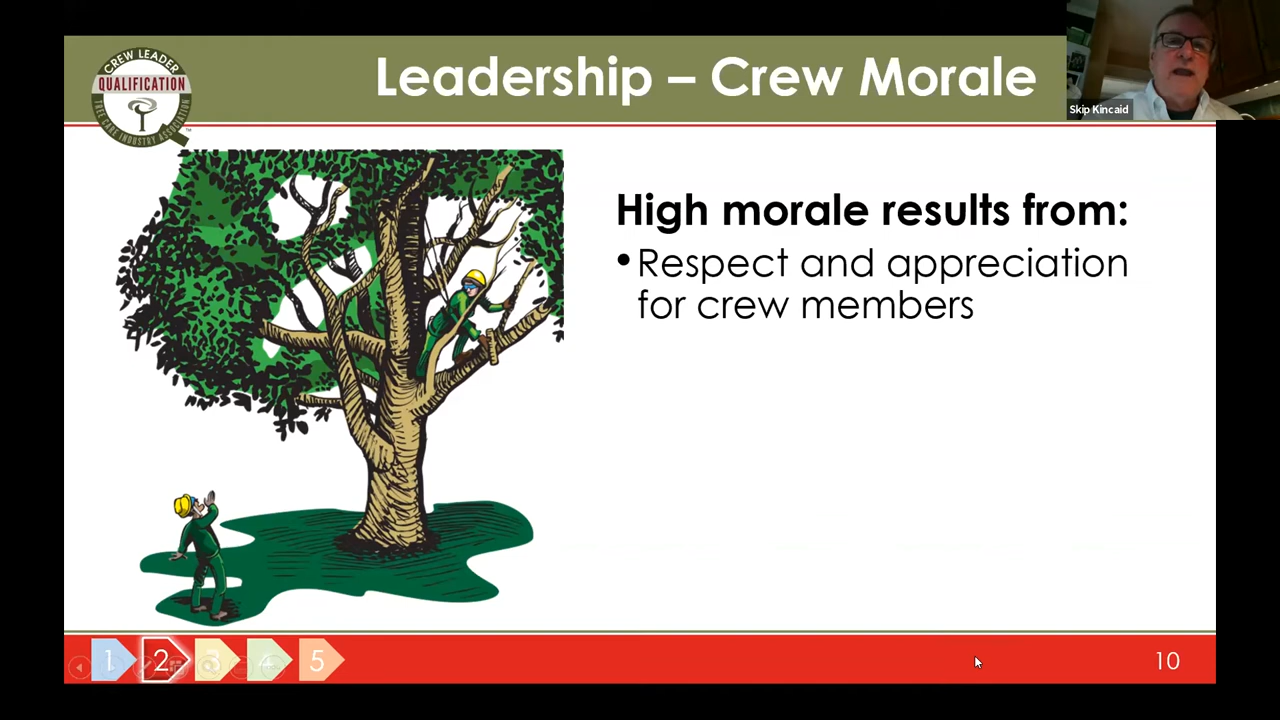 CREW LEADER
QUALIFICATION
TREE CARE INDUSTRY ASSOCIATION
TM
Leadership – Crew Morale
Skip Kincaid
High morale results from:
• Respect and appreciation
for crew members
1 2 3 4 5
10